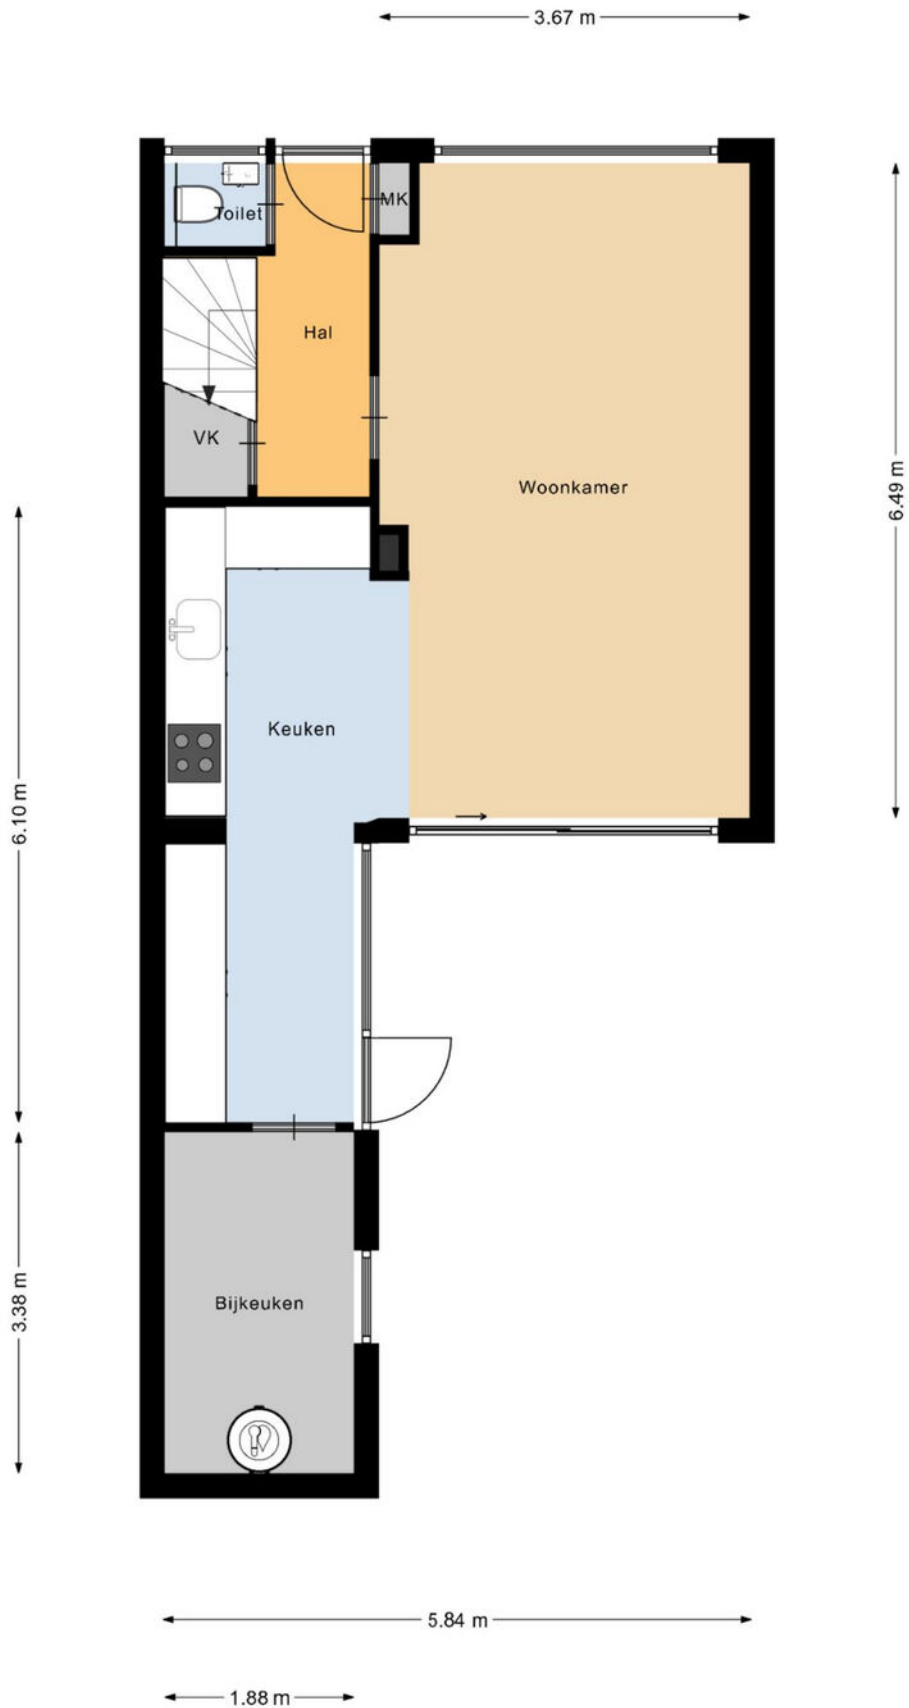 3.67 m
Toilet
MK
Hal
VK
6.49 m
Woonkamer
Keuken
6.10 m
Bijkeuken
3.38 m
5.84 m
1.88 m